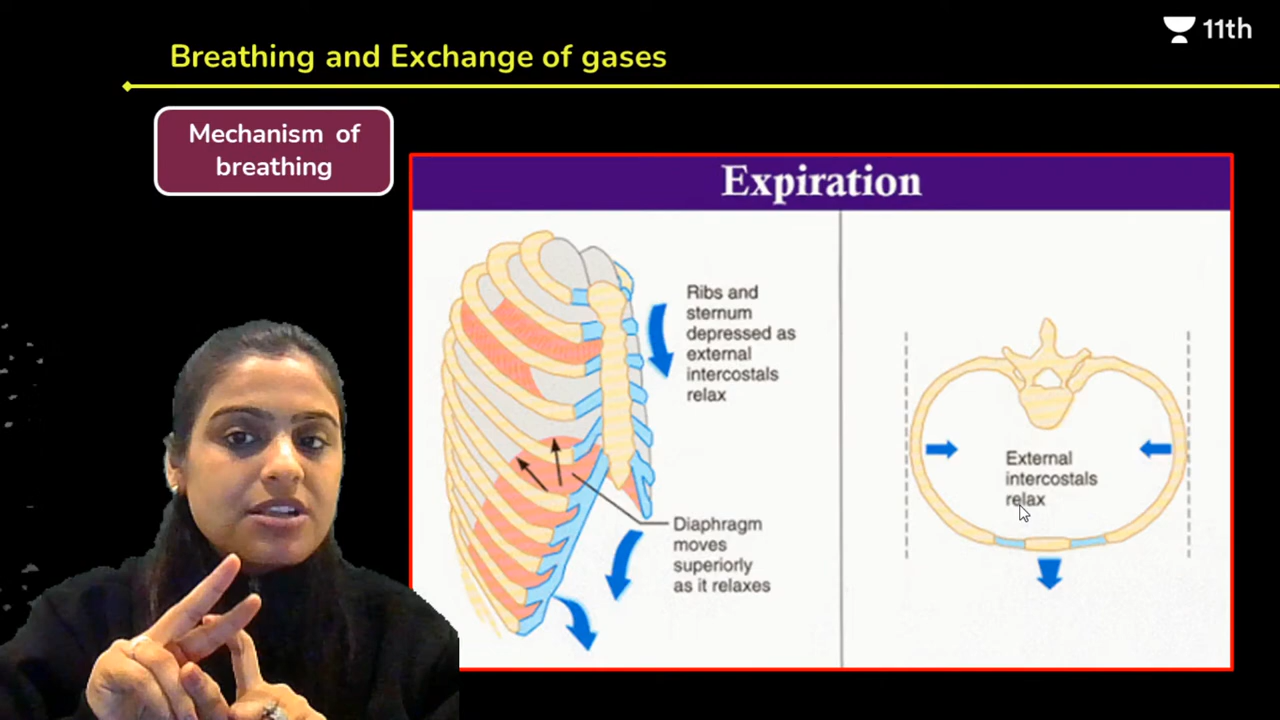 11th
Breathing and Exchange of gases
Mechanism of
breathing
Expiration
Ribs and
sternum
depressed as
external
intercostals
relax
Diaphragm
moves
superiorly
as it relaxes
External
intercostals
relax